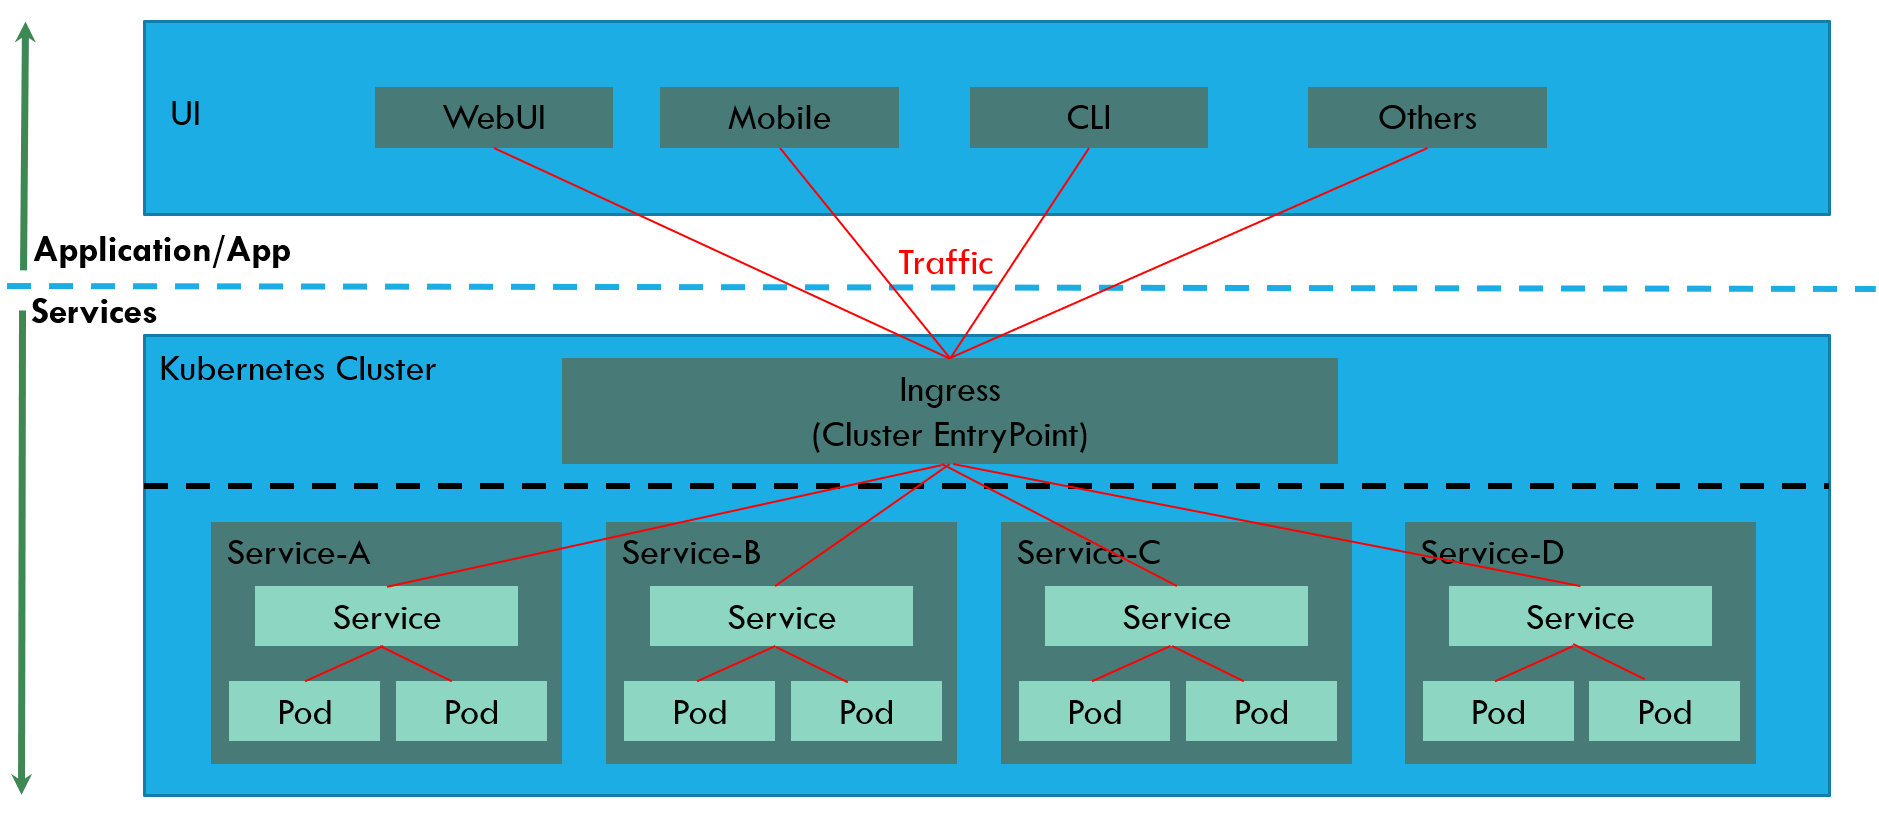 UI
WebUI
Mobile
CLI
Others
Application/App
Traffic
Services
Kubernetes Cluster
Ingress
(Cluster EntryPoint)
Service-A
Service-B
Service-C
Service-D
Service
Service
Service
Service
Pod
Pod
Pod
Pod
Pod
Pod
Pod
Pod